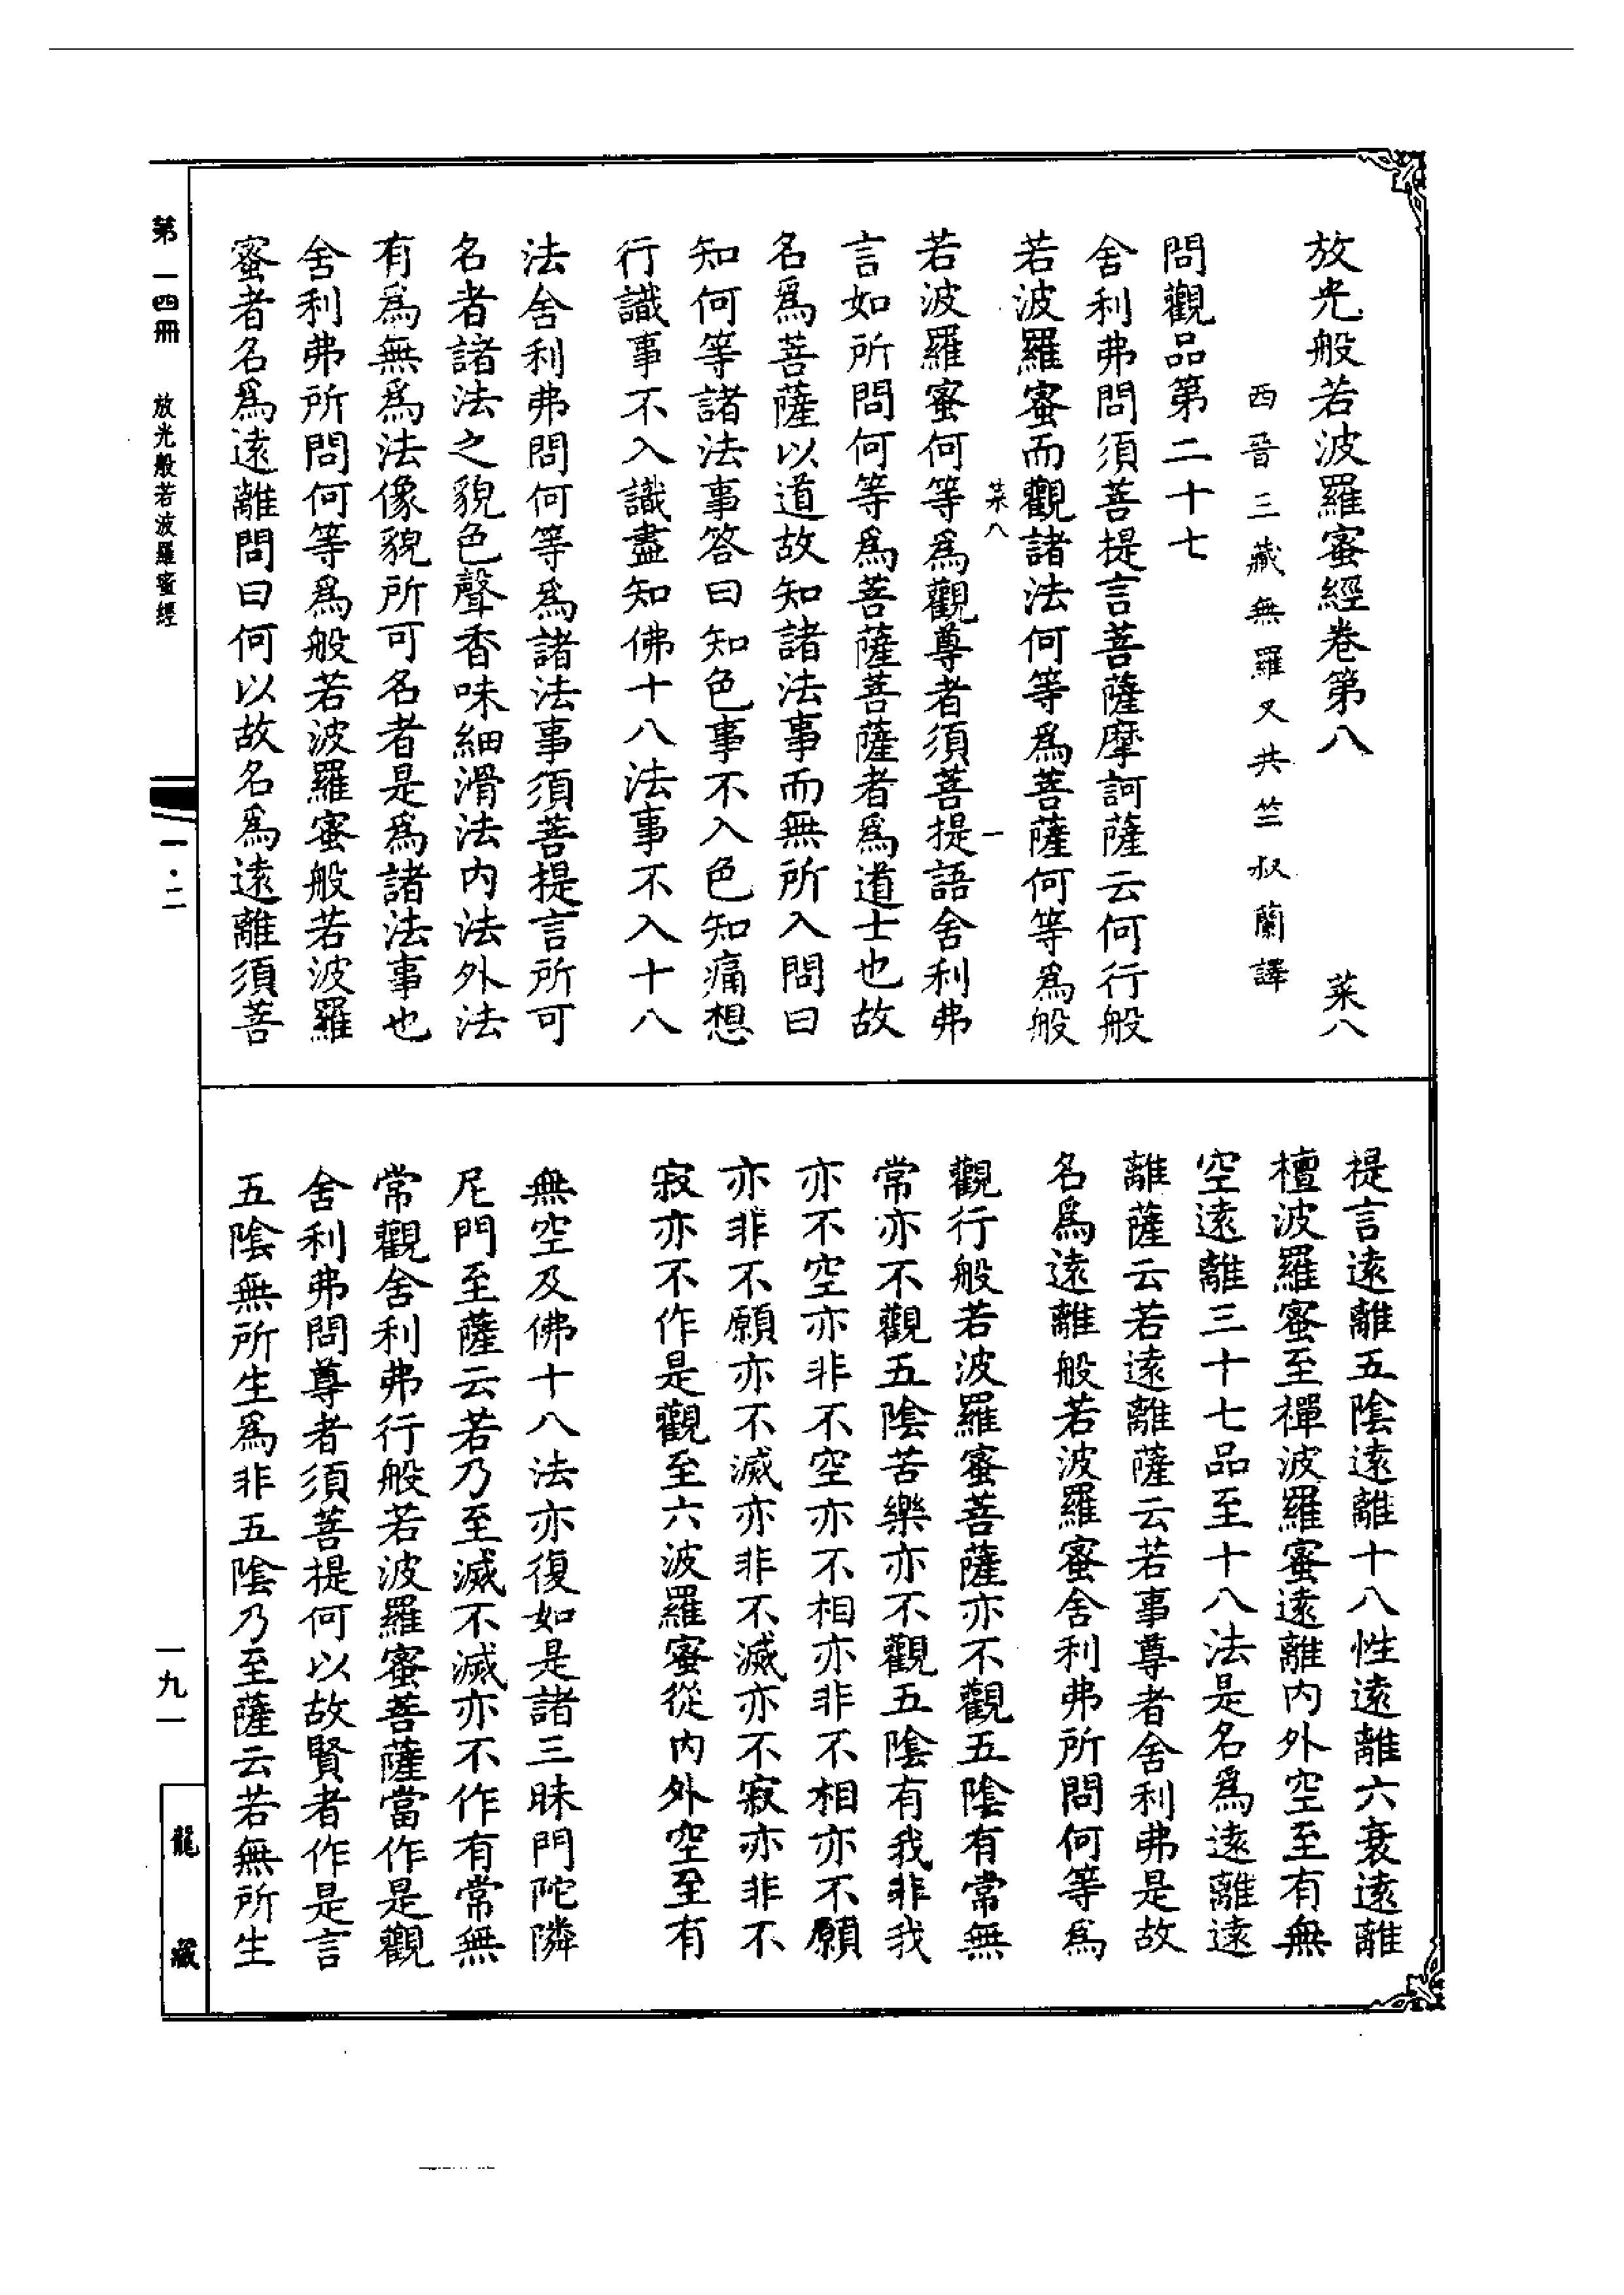 放光般若波羅蜜經卷第八　菜八
西晉三藏無羅叉共竺叔蘭譯
問觀品第二十七
舍利弗問須菩提言菩薩摩訶薩云何行般
若波羅蜜而觀諸法何等爲菩薩何等爲般
菜八　一
若波羅蜜何等爲觀尊者須菩提語舍利弗
言如所問何等爲菩薩菩薩者爲道士也故
名爲菩薩以道故知諸法事而無所入問曰
知何等諸法事答曰知色事不入色知痛想
行識事不入識盡知佛十八法事不入十八
法舍利弗問何等爲諸法事須菩提言所可
名者諸法之貌色聲香味細滑法内法外法
有爲無爲法像貌所可名者是爲諸法事也
舍利弗所問何等爲般若波羅蜜般若波羅
蜜者名爲遠離問曰何以故名爲遠離須菩
提言遠離五陰遠離十八性遠離六衰遠離
檀波羅蜜至禪波羅蜜遠離内外空至有無
空遠離三十七品至十八法是名爲遠離遠
離薩云若遠離薩云若事尊者舍利弗是故
名爲遠離般若波羅蜜舍利弗所問何等爲
觀行般若波羅蜜菩薩亦不觀五陰有常無
常亦不觀五陰苦樂亦不觀五陰有我非我
亦不空亦非不空亦不相亦非不相亦不願
亦非不願亦不滅亦非不滅亦不寂亦非不
寂亦不作是觀至六波羅蜜從内外空至有
無空及佛十八法亦復如是諸三昧門陀隣
尼門至薩云若乃至滅不滅亦不作有常無
常觀舍利弗行般若波羅蜜菩薩當作是觀
舍利弗問尊者須菩提何以故賢者作是言
五陰無所生爲非五陰乃至薩云若無所生
第一四冊　放光般若波羅蜜經
一·二
一九一
龍藏